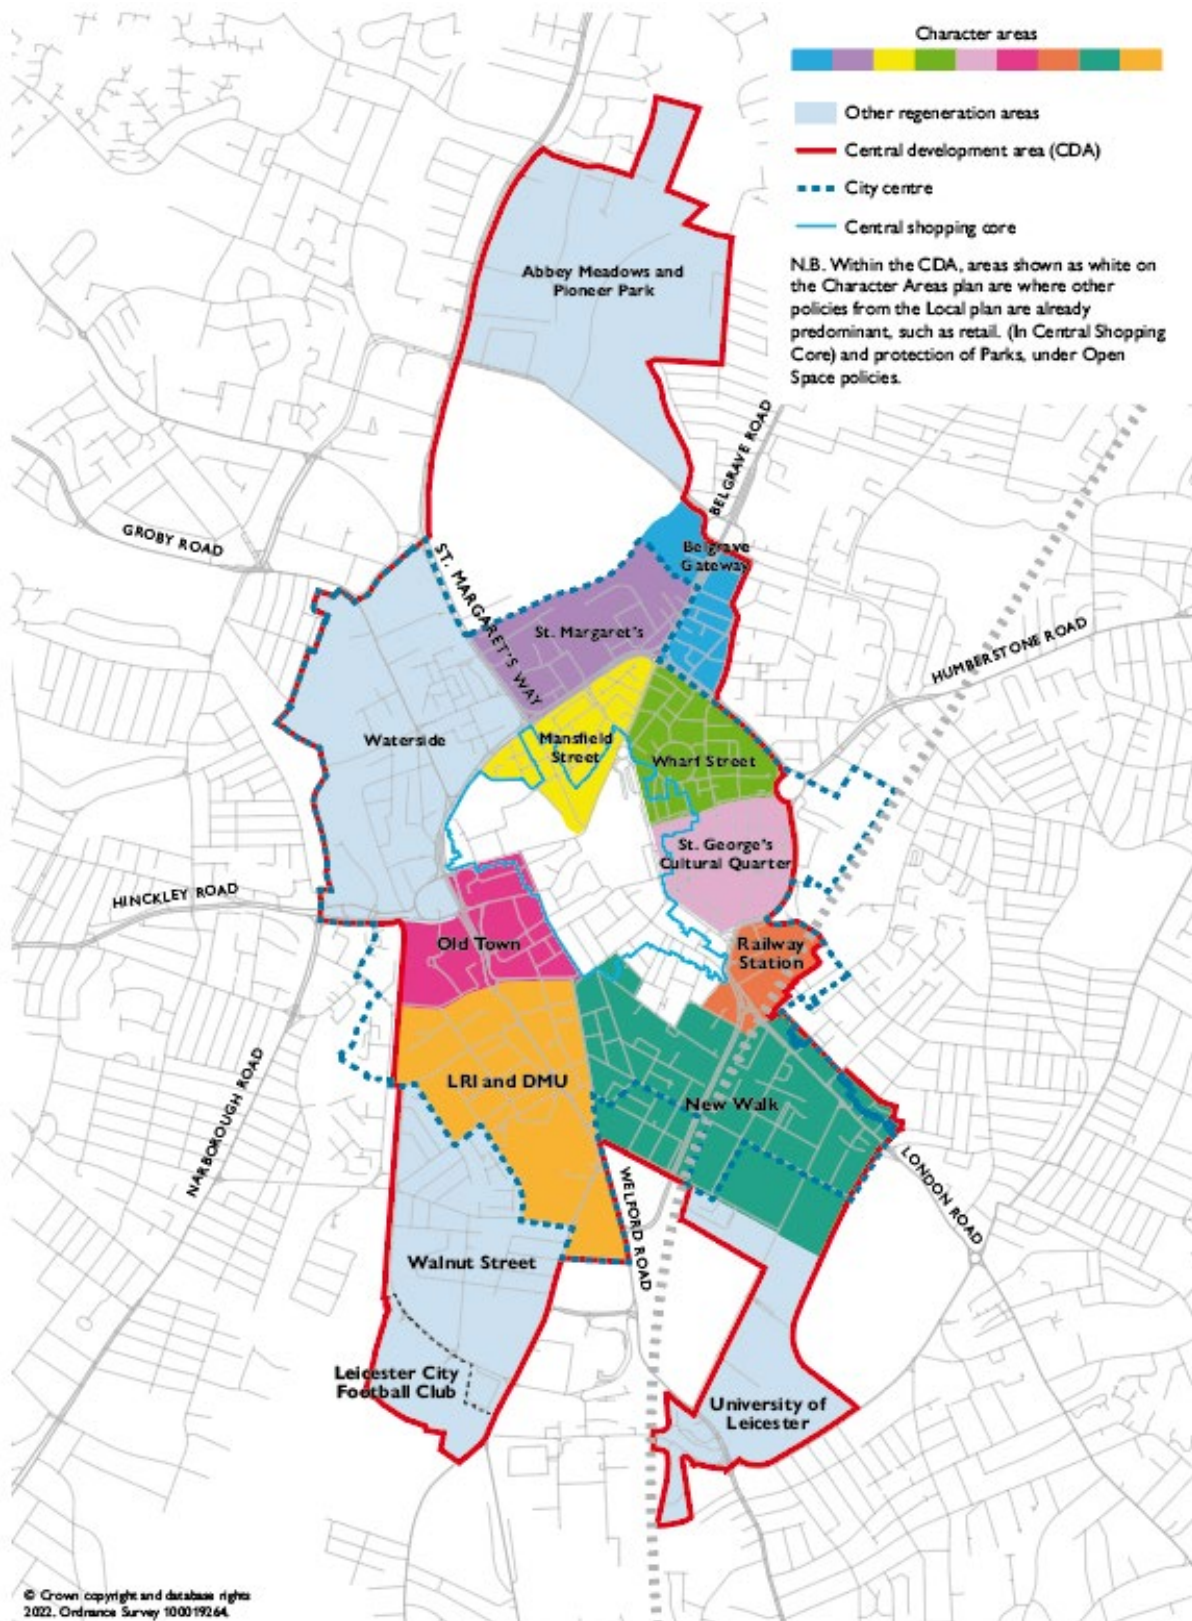 Character areas
Other regeneration areas
Central development area (CDA)
City centre
Central shopping core
N.B. Within the CDA, areas shown as white on
the Character Areas plan are where other
policies from the Local plan are already
predominant, such as retail. (In Central Shopping
Core) and protection of Parks, under Open
Space policies.
Abbey Meadows and
Pioneer Park
BELGRAVE ROAD
GROBY ROAD
Belgrave
Gateway
ST. MARGARET'S WAY
St. Margaret's
HUMBERSTONE ROAD
Waterside
Mansfield
Street
Wharf Street
St. George's
Cultural Quarter
HINCKLEY ROAD
Old Town
Railway
Station
LRI and DMU
New Walk
NARBOROUGH ROAD
LONDON ROAD
WELFORD ROAD
Walnut Street
Leicester City
Football Club
University of
Leicester
© Crown copyright and database rights
2022. Ordnance Survey 100019264.